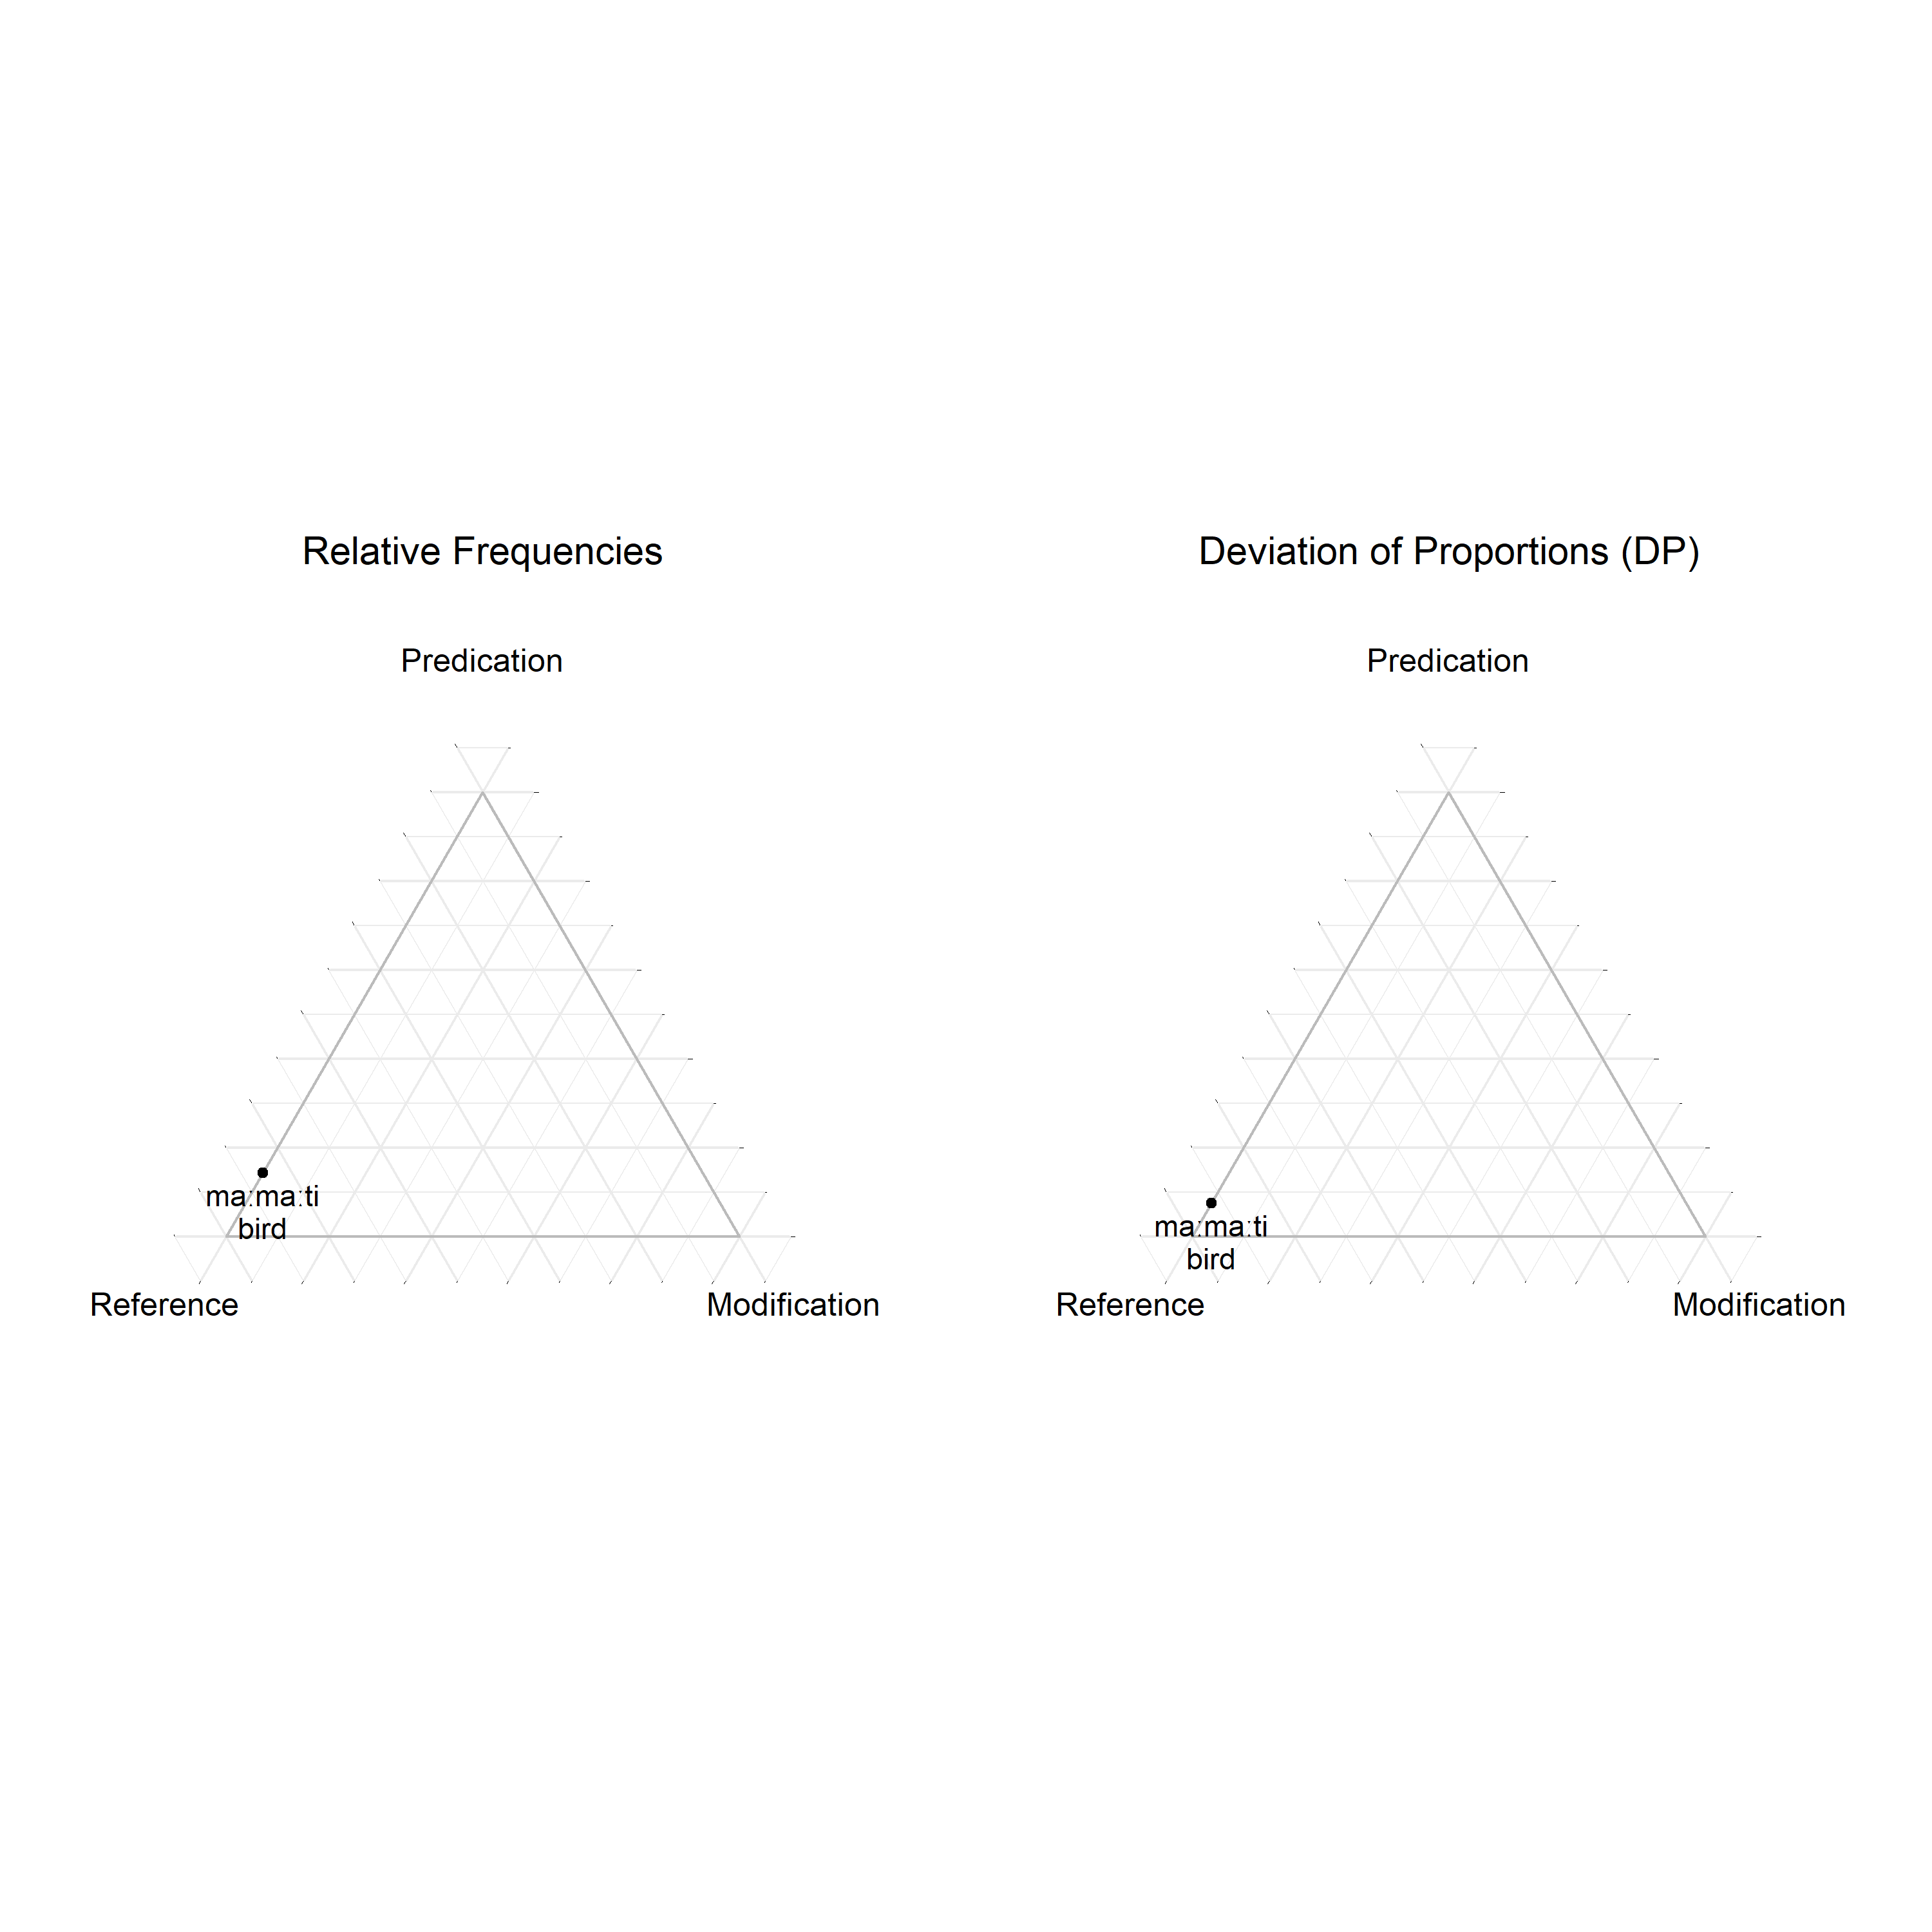 Relative Frequencies
Predication
ma:ma:ti
bird
Reference
Modification
Deviation of Proportions (DP)
Predication
ma:ma:ti
bird
Reference
Modification